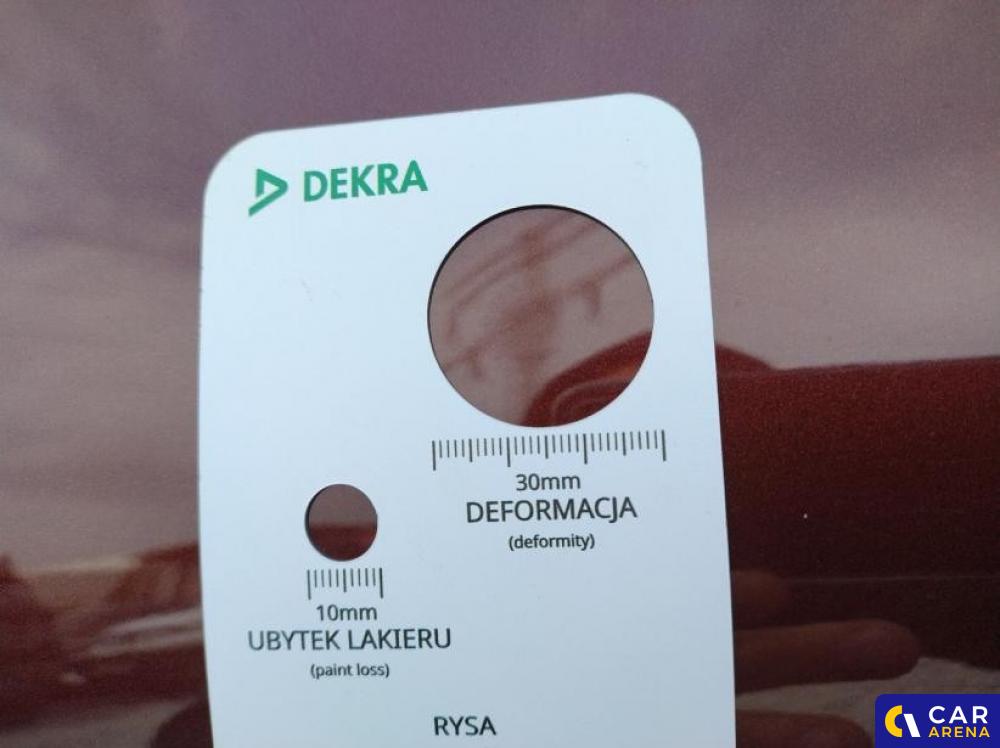 DEKRA
30mm
DEFORMACJA
(deformity)
10mm
UBYTEK LAKIERU
(paint loss)
RYSA
CAR
ARENA